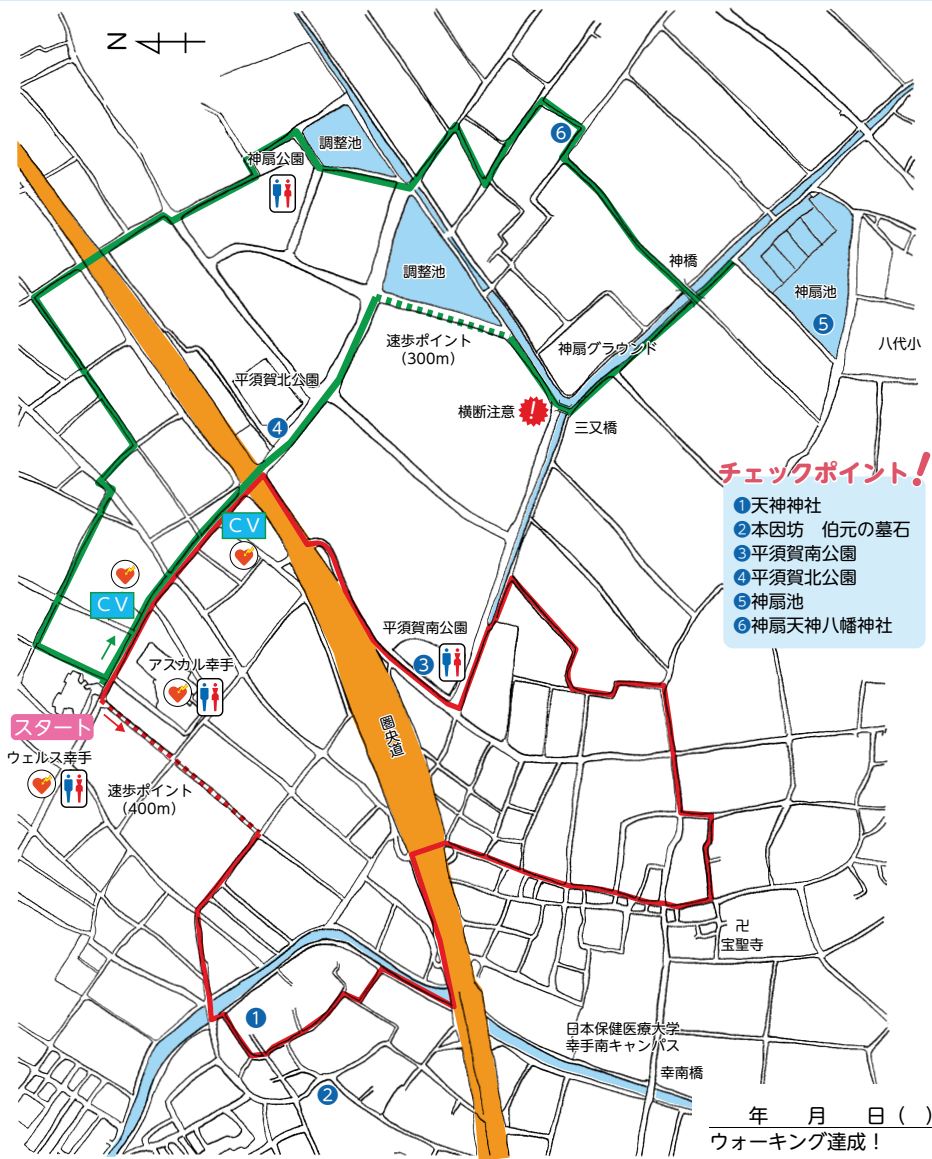 N
調整池
神扇公園
6
調整池
神橋
神扇池
5
速歩ポイント
(300m)
神扇グラウンド
八代小
平須賀北公園
4
横断注意
!
三又橋
チェックポイント!
1天神神社
2本因坊　伯元の墓石
3平須賀南公園
4平須賀北公園
5神扇池
6神扇天神八幡神社
CV
CV
平須賀南公園
3
アスカル幸手
スタート
ウェルス幸手
圏央道
速歩ポイント
(400m)
卍
宝聖寺
1
日本保健医療大学
幸手南キャンパス
幸南橋
2
年　月　日 ( )
ウォーキング達成！